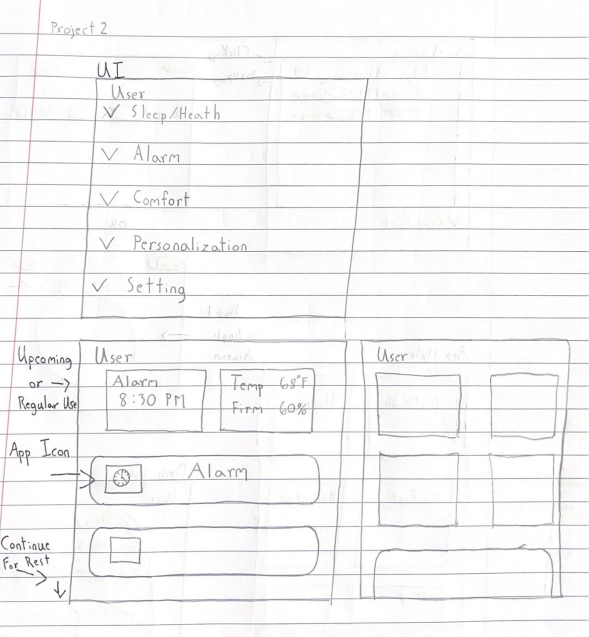 Project 2
UI
User
Sleep/Heath
Alarm
Comfort
Personalization
Setting
Upcoming
or
Regular Use
User
Alarm
8:30 PM
Temp 68°F
Firm 60%
App Icon
Alarm
Continue
For Rest
User